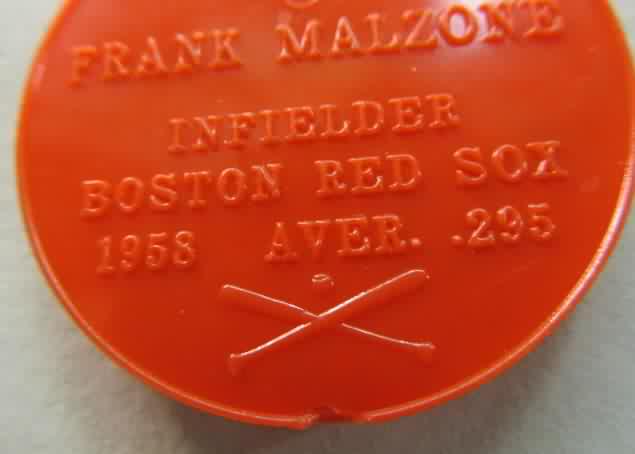 FRANK MALZONE
INFIELDER
BOSTON RED SOX
1958 AVER. .295